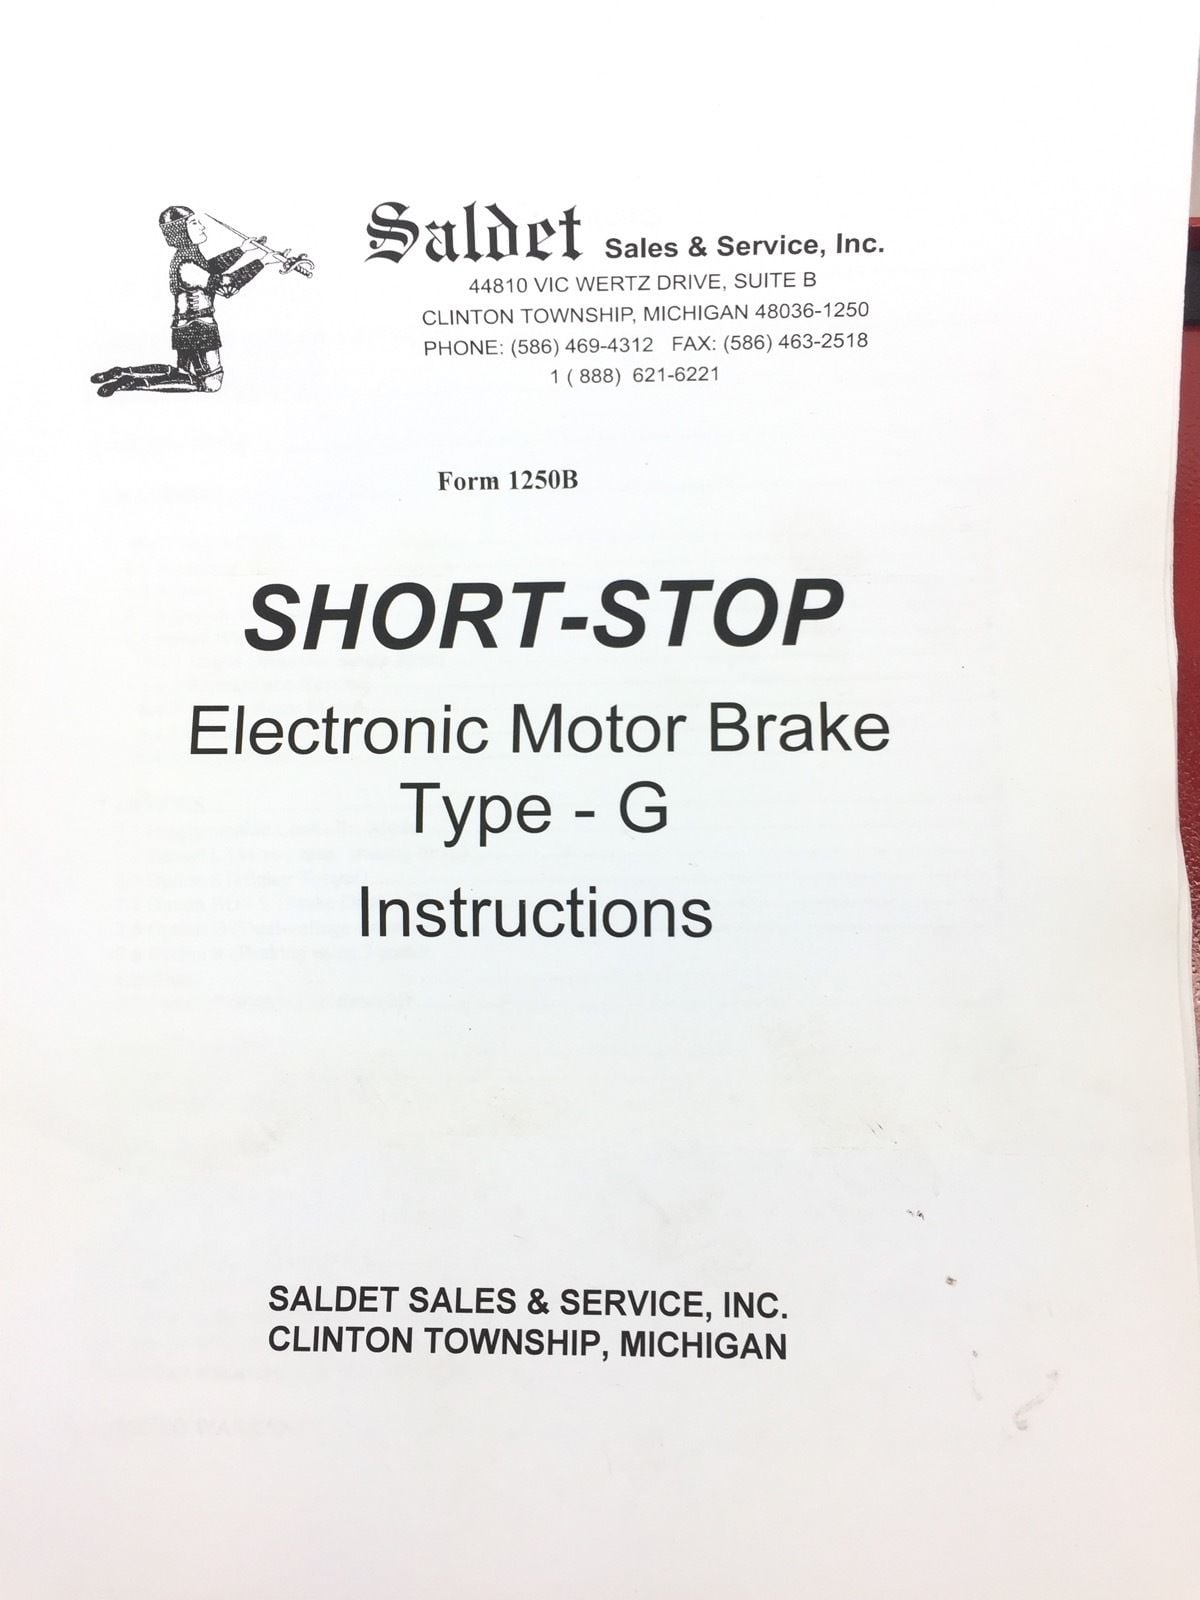 Saldet Sales & Service, Inc.
44810 VIC WERTZ DRIVE, SUITE B
CLINTON TOWNSHIP, MICHIGAN 48036-1250
PHONE: (586) 469-4312 FAX: (586) 463-2518
1 ( 888) 621-6221
Form 1250B
SHORT-STOP
Electronic Motor Brake
Type - G
Instructions
SALDET SALES & SERVICE, INC.
CLINTON TOWNSHIP, MICHIGAN